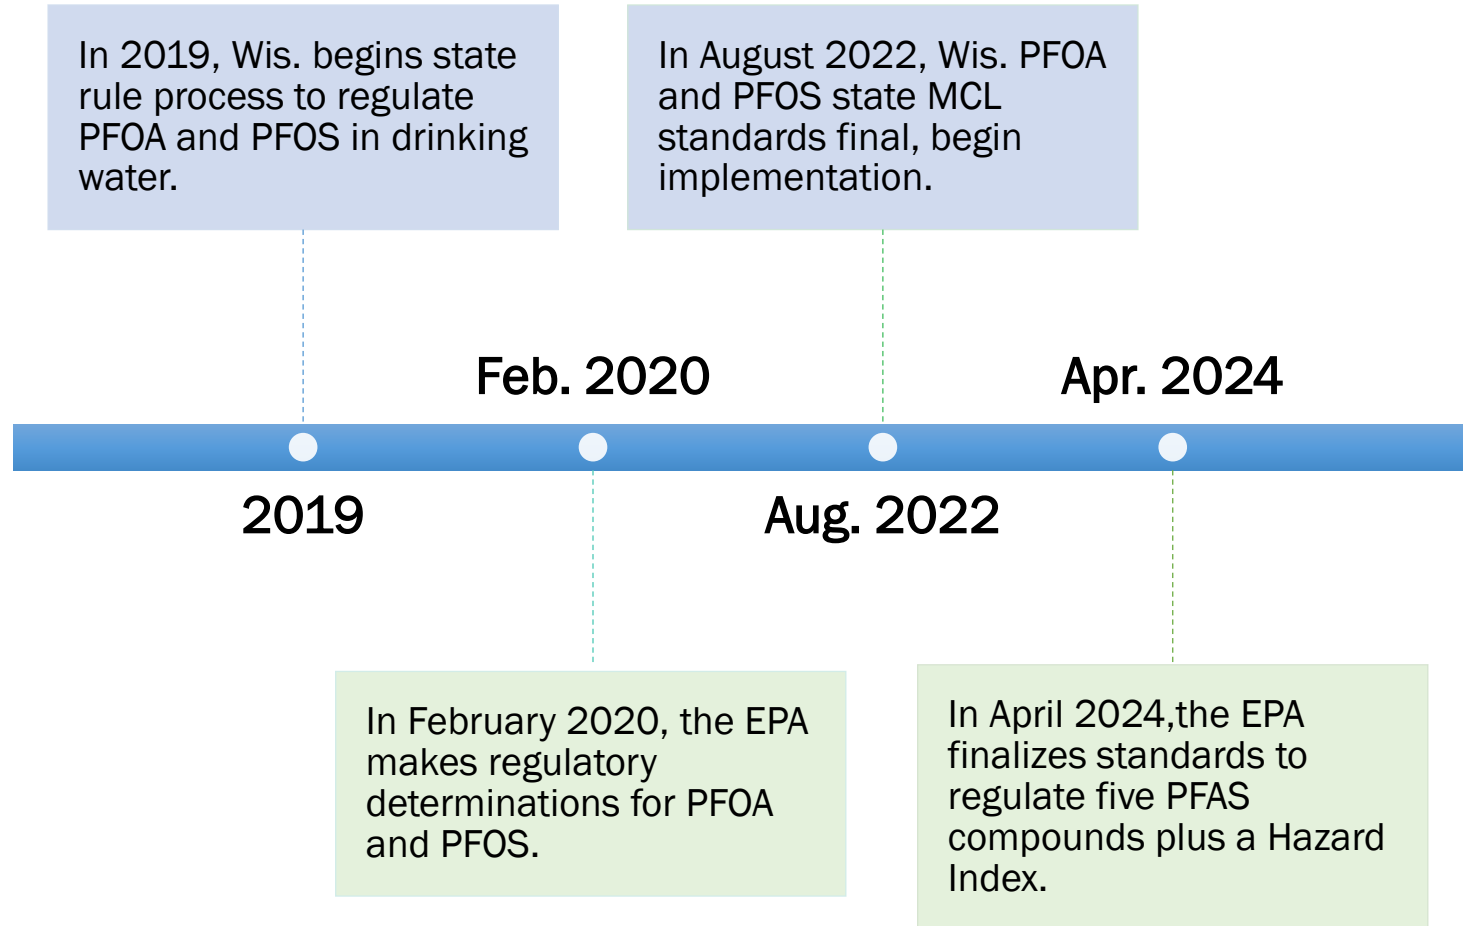 In 2019, Wis. begins state
rule process to regulate
PFOA and PFOS in drinking
water.
In August 2022, Wis. PFOA
and PFOS state MCL
standards final, begin
implementation.
Feb. 2020
Apr. 2024
2019
Aug. 2022
In February 2020, the EPA
makes regulatory
determinations for PFOA
and PFOS.
In April 2024,the EPA
finalizes standards to
regulate five PFAS
compounds plus a Hazard
Index.